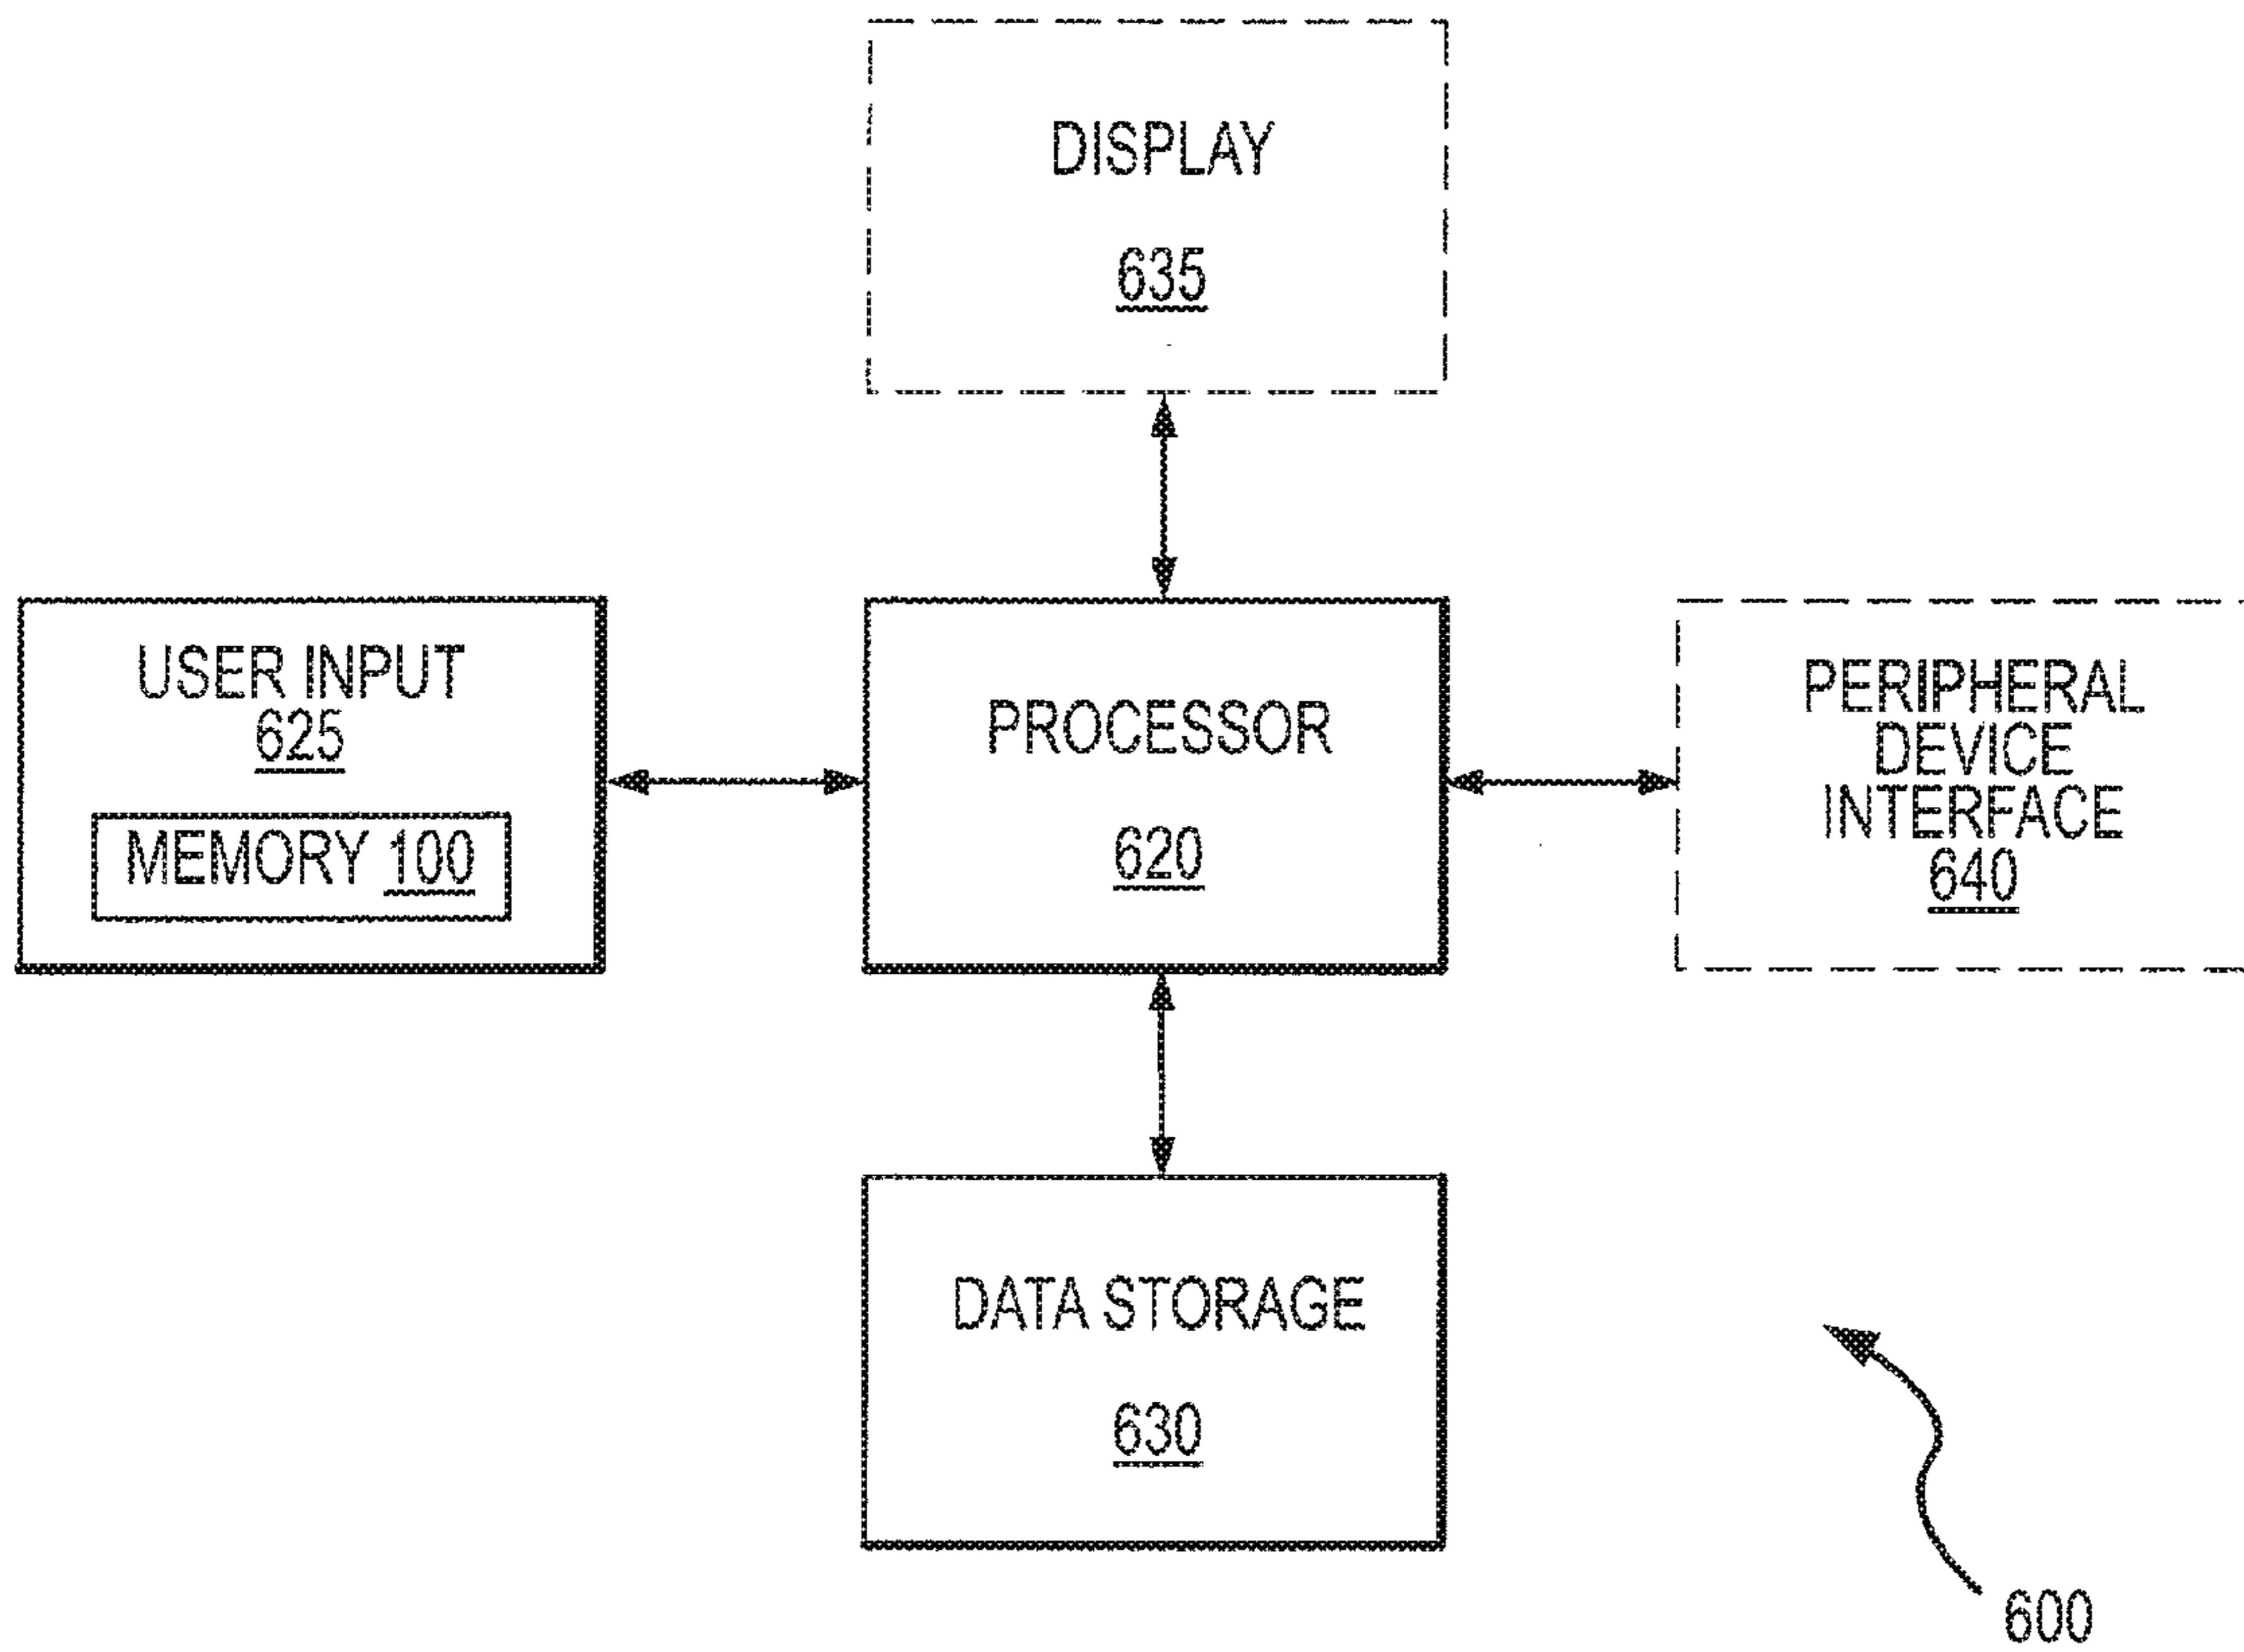 DISPLAY
635
USER INPUT
625
MEMORY 100
PROCESSOR
620
PERIPHERAL
DEVICE
INTERFACE
640
DATA STORAGE
630
600